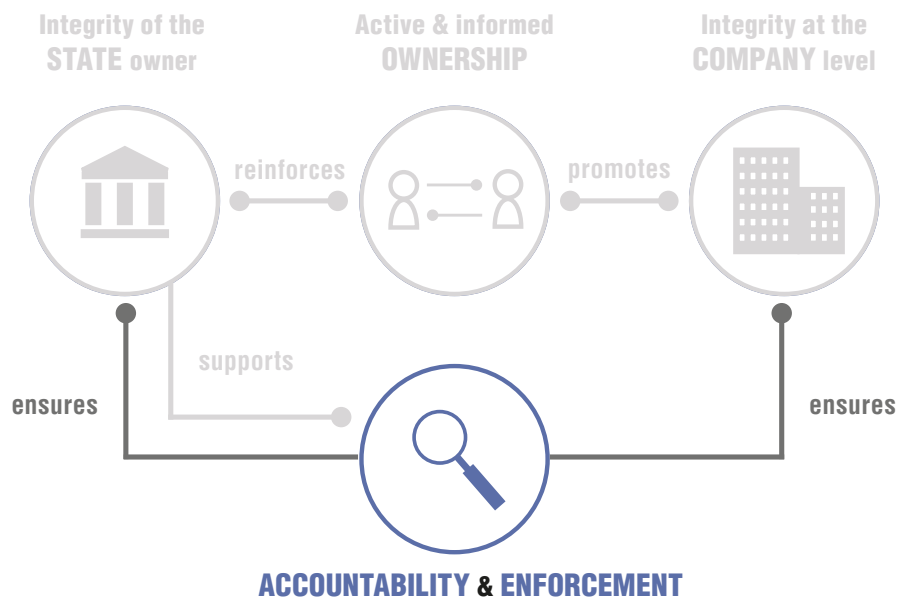 Integrity of the
STATE owner
Active & informed
OWNERSHIP
Integrity at the
COMPANY level
reinforces
promotes
supports
ensures
ensures
ACCOUNTABILITY & ENFORCEMENT